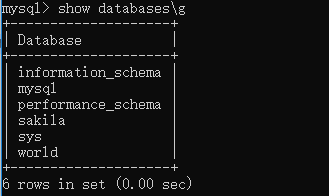 mysql> show databases\g
+--------------------+
| Database           |
+--------------------+
| information_schema |
| mysql              |
| performance_schema |
| sakila             |
| sys                |
| world              |
+--------------------+
6 rows in set (0.00 sec)